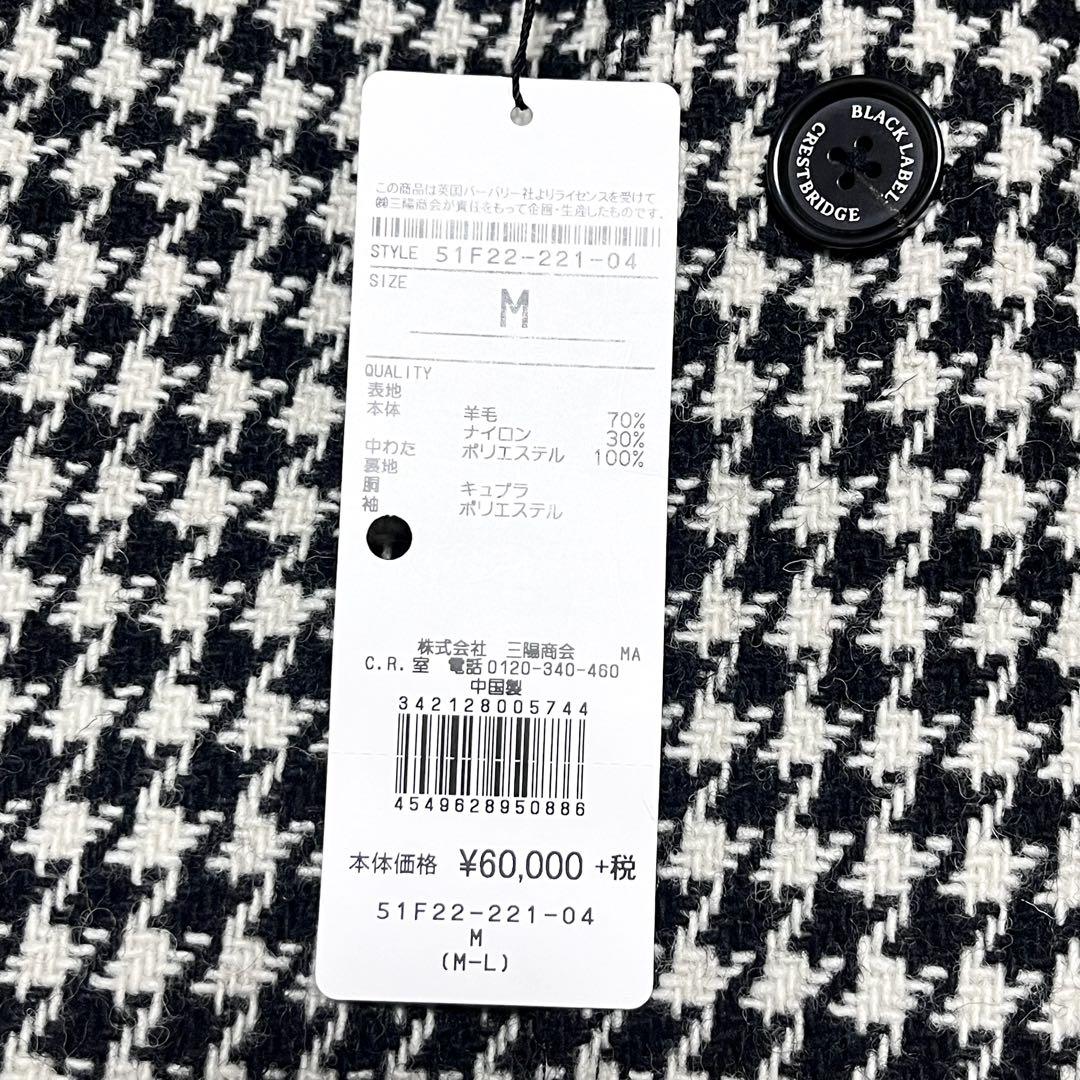 この商品は英国バーバリー社よりライセンスを受けて
㈱三陽商会が責任をもって企画・生産したものです。
STYLE 51F22-221-04
SIZE
M
QUALITY
表地
本体 羊毛 70%
ナイロン 30%
中わた ポリエステル 100%
裏地
胴 キュプラ
袖 ポリエステル
株式会社 三陽商会 MA
C.R.室 電話0120-340-460
中国製
342128005744
4549628950886
本体価格 ¥60,000 +税
51F22-221-04
M
(M-L)
BLACK LABEL
CRESTBRIDGE